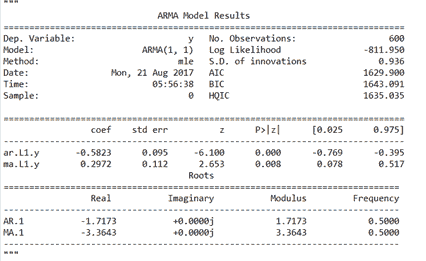 """
ARMA Model Results
==============================================================================
Dep. Variable: y No. Observations: 600
Model: ARMA(1, 1) Log Likelihood -811.950
Method: mle S.D. of innovations 0.936
Date: Mon, 21 Aug 2017 AIC 1629.900
Time: 05:56:38 BIC 1643.091
Sample: 0 HQIC 1635.035
==============================================================================
coef std err z P>|z| [0.025 0.975]
------------------------------------------------------------------------------
ar.L1.y -0.5823 0.095 -6.100 0.000 -0.769 -0.395
ma.L1.y 0.2972 0.112 2.653 0.008 0.078 0.517
Roots
==============================================================================
Real Imaginary Modulus Frequency
------------------------------------------------------------------------------
AR.1 -1.7173 +0.0000j 1.7173 0.5000
MA.1 -3.3643 +0.0000j 3.3643 0.5000
------------------------------------------------------------------------------
"""